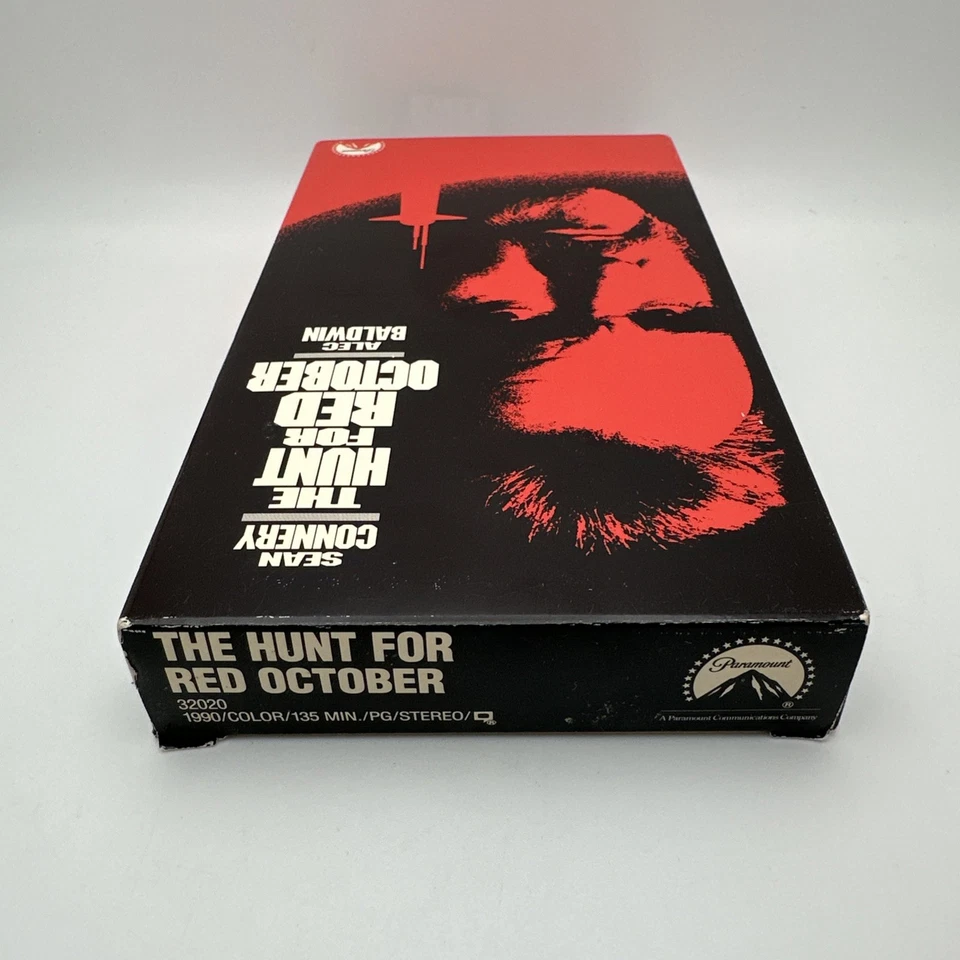 SEAN
CONNERY
THE
HUNT
FOR
RED
OCTOBER
ALEC
BALDWIN
THE HUNT FOR
RED OCTOBER
32020
1990/COLOR/135 MIN./PG/STEREO/
Paramount
®
A Paramount Communications Company